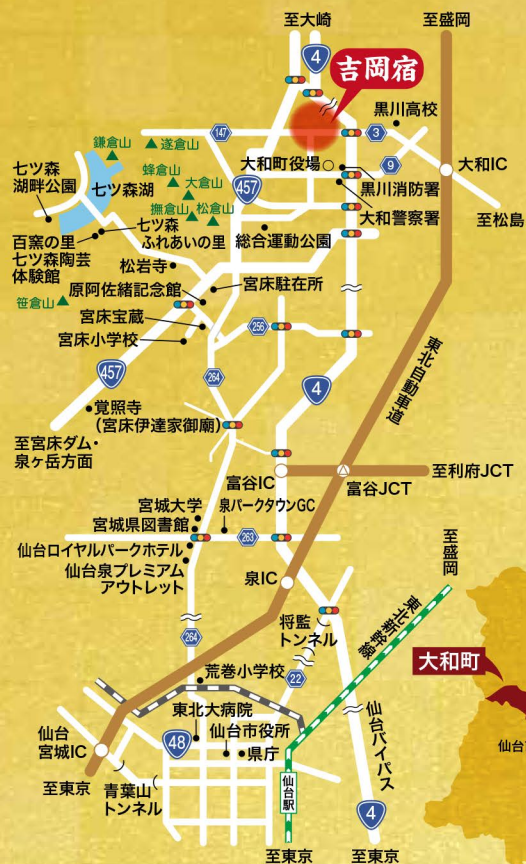 至大崎
至盛岡
4
吉岡宿
黒川高校
鎌倉山
遂倉山
147
3
七ツ森
湖畔公園
蜂倉山
大和町役場
9
大和IC
七ツ森湖
大倉山
457
黒川消防署
撫倉山
松倉山
大和警察署
至松島
百窯の里
七ツ森陶芸
体験館
七ツ森
ふれあいの里
総合運動公園
松岩寺
笹倉山
原阿佐緒記念館
宮床駐在所
宮床宝蔵
宮床小学校
256
457
264
4
東北自動車道
覚照寺
（宮床伊達家御廟）
至宮床ダム
泉ヶ岳方面
富谷IC
富谷JCT
至利府JCT
宮城大学
泉パークタウンGC
宮城県図書館
263
至盛岡
仙台ロイヤルパークホテル
仙台泉プレミアム
アウトレット
泉IC
将監
トンネル
東北新幹線
264
大和町
荒巻小学校
22
仙台
宮城IC
東北大病院
48
仙台市役所
県庁
仙台バイパス
仙台
至東京
青葉山
トンネル
仙台駅
4
至東京
至東京